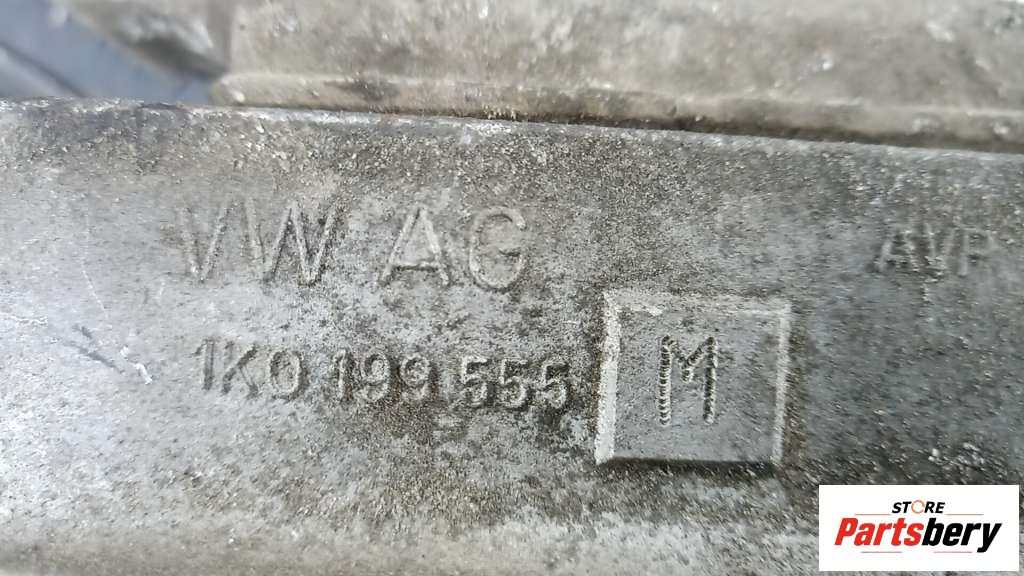 VW AG
AVP
1K0 199 555 M
STORE
Partsbery